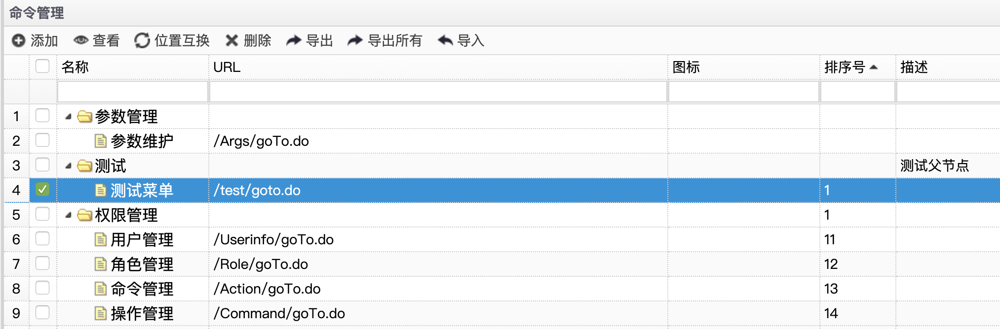 命令管理
添加 查看 位置互换 删除 导出 导出所有 导入
名称 URL 图标 排序号 描述
1 参数管理
2 参数维护 /Args/goTo.do
3 测试 测试父节点
4 测试菜单 /test/goto.do 1
5 权限管理 1
6 用户管理 /Userinfo/goTo.do 11
7 角色管理 /Role/goTo.do 12
8 命令管理 /Action/goTo.do 13
9 操作管理 /Command/goTo.do 14